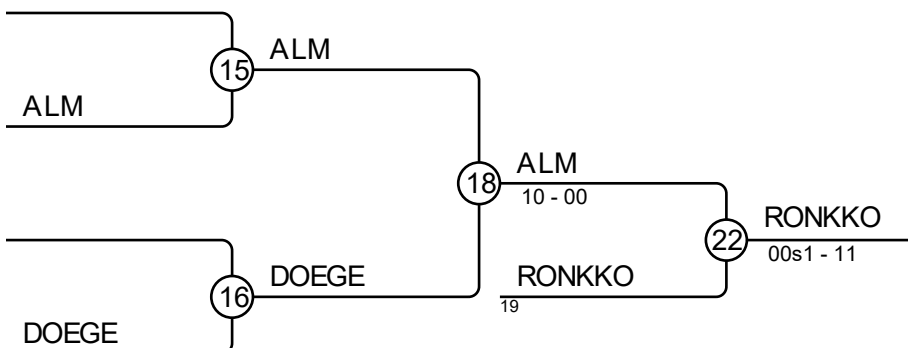 ALM
15
ALM
18
ALM
10 - 00
22
RONKKO
00s1 - 11
16
DOEGE
RONKKO
19
DOEGE